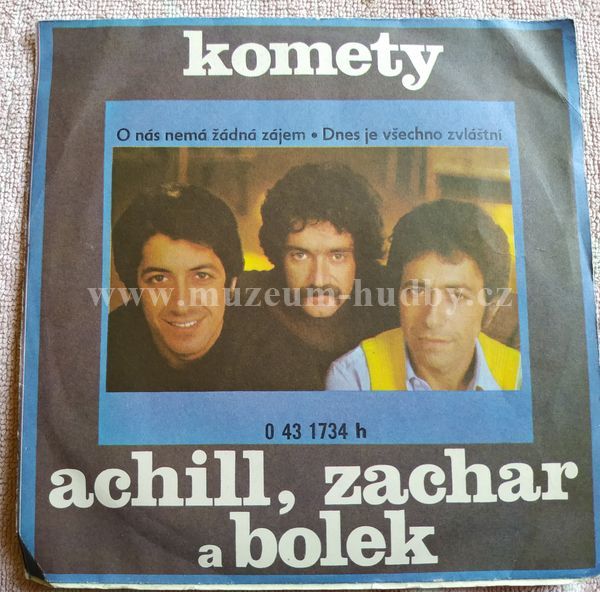 komety
O nás nemá žádná zájem • Dnes je všechno zvláštní
www.muzeum-hudby.cz
0 43 1734 h
achill, zachar
a bolek